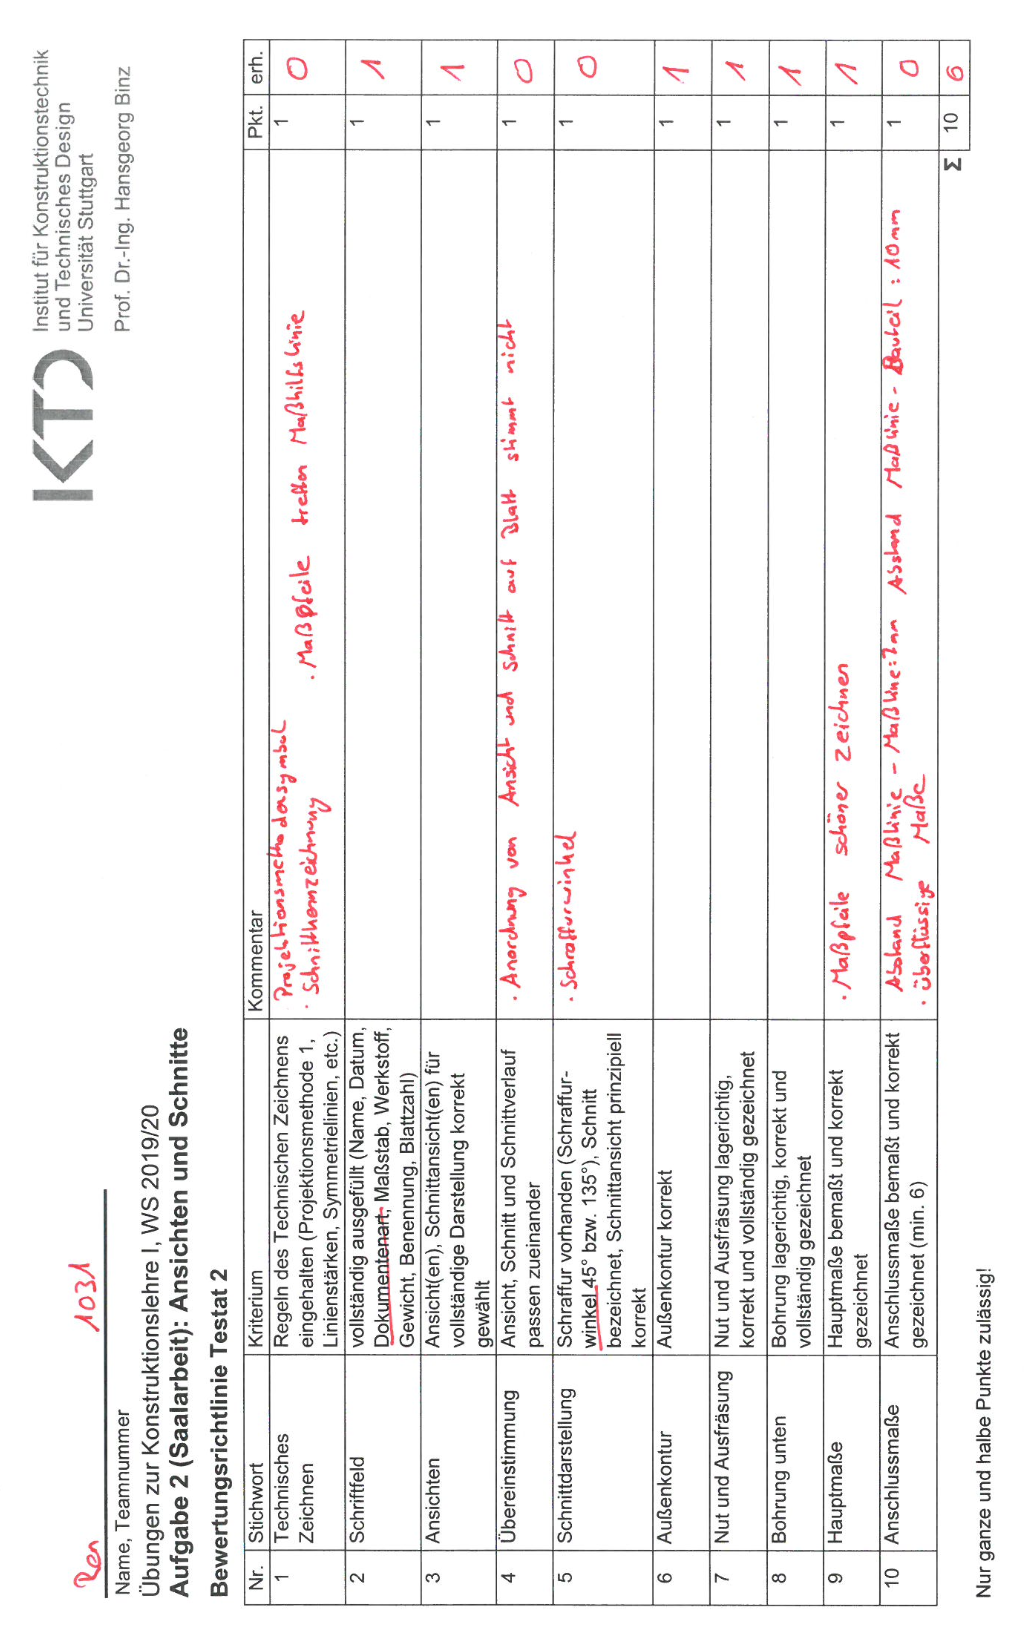 KTD
Institut für Konstruktionstechnik
und Technisches Design
Universität Stuttgart
Prof. Dr.-Ing. Hansgeorg Binz
Ren 1031
Name, Teamnummer
Übungen zur Konstruktionslehre I, WS 2019/20
Aufgabe 2 (Saalarbeit): Ansichten und Schnitte
Bewertungsrichtlinie Testat 2
Nr. Stichwort Kriterium Kommentar Pkt. erh.
1 Technisches Zeichnen
Regeln des Technischen Zeichnens
eingehalten (Projektionsmethode 1,
Linienstärken, Symmetrielinien, etc.)
Projektionsmethodensymbol
· Schnittkennzeichnung · Maßpfeile treffen Maßhilfslinie
1 0
2 Schriftfeld
vollständig ausgefüllt (Name, Datum,
Dokumentenart, Maßstab, Werkstoff,
Gewicht, Benennung, Blattzahl)
1 1
3 Ansichten
Ansicht(en), Schnittansicht(en) für
vollständige Darstellung korrekt
gewählt
1 1
4 Übereinstimmung
Ansicht, Schnitt und Schnittverlauf
passen zueinander
· Anordnung von Ansicht und Schnitt auf Blatt stimmt nicht
1 0
5 Schnittdarstellung
Schraffur vorhanden (Schraffur-
winkel 45° bzw. 135°), Schnitt
bezeichnet, Schnittansicht prinzipiell
korrekt
· Schraffurwinkel
1 0
6 Außenkontur
Außenkontur korrekt
1 1
7 Nut und Ausfräsung
Nut und Ausfräsung lagerichtig,
korrekt und vollständig gezeichnet
1 1
8 Bohrung unten
Bohrung lagerichtig, korrekt und
vollständig gezeichnet
1 1
9 Hauptmaße
Hauptmaße bemaßt und korrekt
gezeichnet
· Maßpfeile schöner zeichnen
1 1
10 Anschlussmaße
Anschlussmaße bemaßt und korrekt
gezeichnet (min. 6)
Abstand Maßlinie - Maßline: 7mm Abstand Maßlinie - Bauteil : 10mm
· überflüssige Maße
1 0
Σ 10 6
Nur ganze und halbe Punkte zulässig!